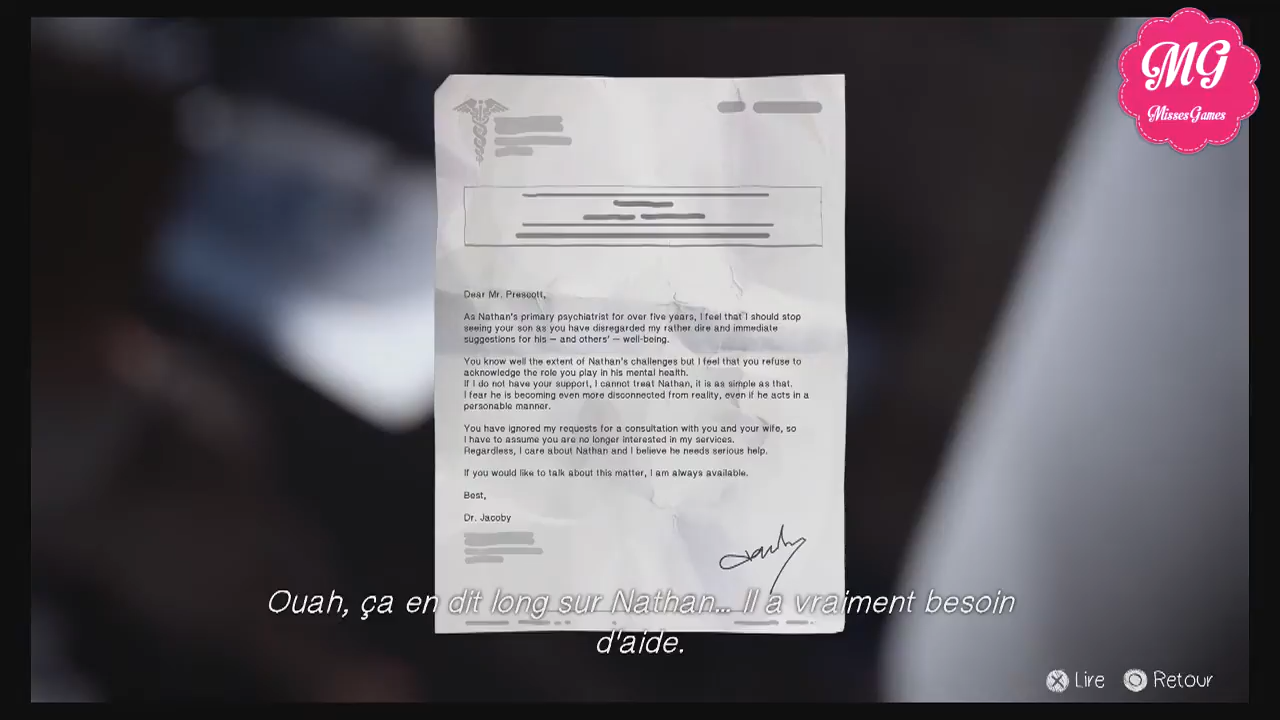 MG
MissesGames
Dear Mr. Prescott,
As Nathan's primary psychiatrist for over five years, I feel that I should stop
seeing your son as you have disregarded my rather dire and immediate
suggestions for his – and others' – well-being.
You know well the extent of Nathan's challenges but I feel that you refuse to
acknowledge the role you play in his mental health.
If I do not have your support, I cannot treat Nathan, it is as simple as that.
I fear he is becoming even more disconnected from reality, even if he acts in a
personable manner.
You have ignored my requests for a consultation with you and your wife, so
I have to assume you are no longer interested in my services.
Regardless, I care about Nathan and I believe he needs serious help.
If you would like to talk about this matter, I am always available.
Best,
Dr. Jacoby
Ouah, ça en dit long sur Nathan... Il a vraiment besoin
d'aide.
Lire
Retour